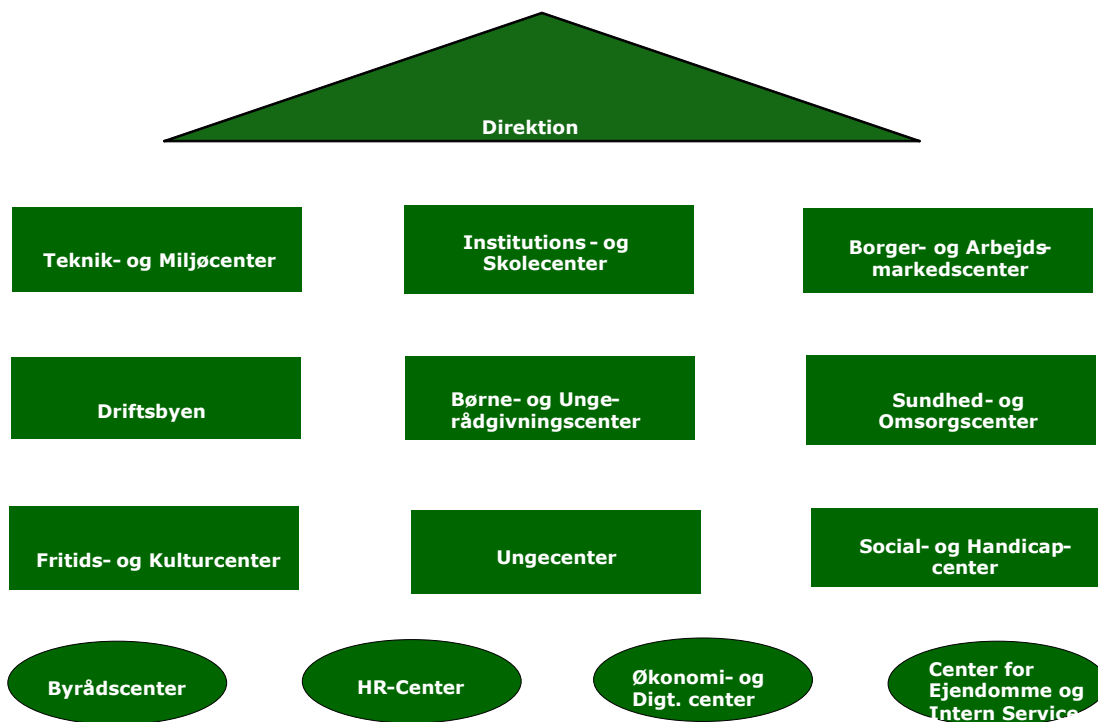 Direktion
Teknik- og Miljøcenter
Institutions - og
Skolecenter
Borger- og Arbejds-
markedscenter
Driftsbyen
Børne- og Unge-
rådgivningscenter
Sundhed- og
Omsorgscenter
Fritids- og Kulturcenter
Ungecenter
Social- og Handicap-
center
Byrådscenter
HR-Center
Økonomi- og
Digt. center
Center for
Ejendomme og
Intern Service